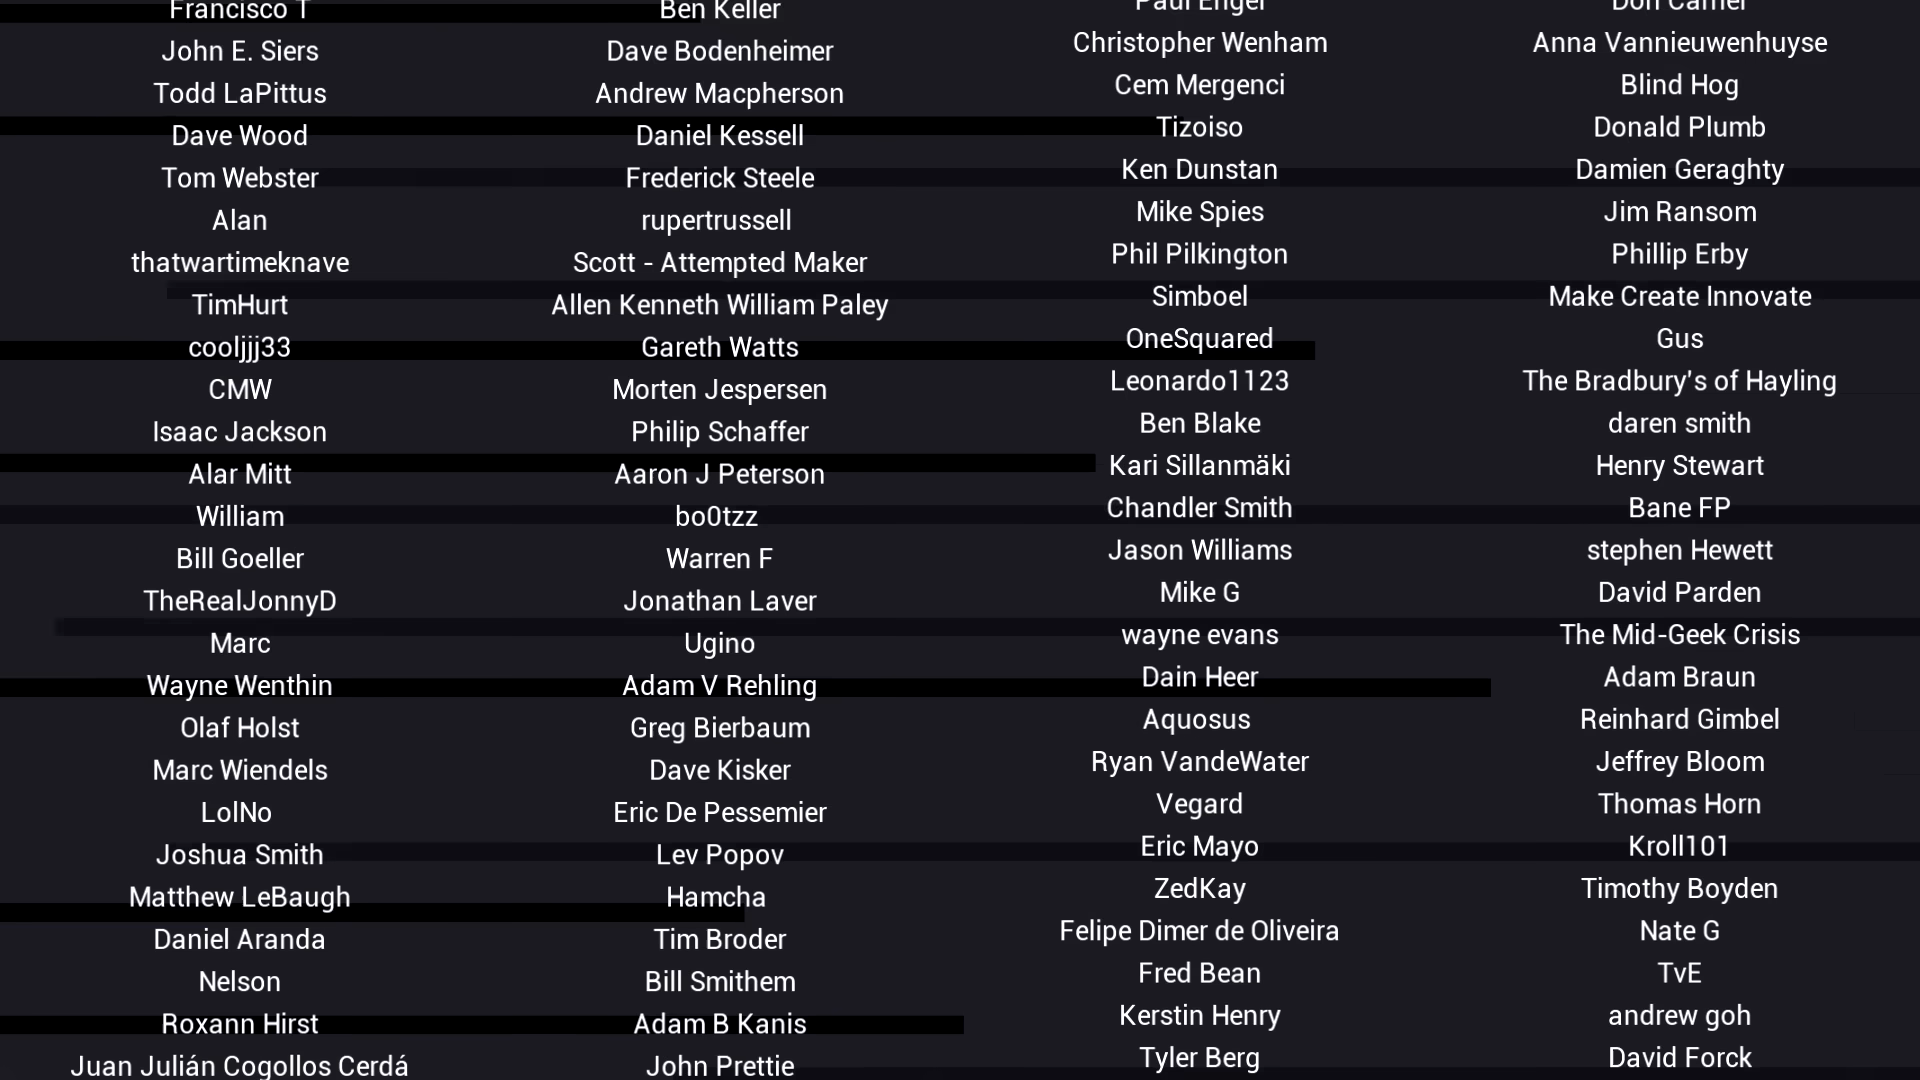 Francisco T
John E. Siers
Todd LaPittus
Dave Wood
Tom Webster
Alan
thatwartimeknave
TimHurt
cooljjj33
CMW
Isaac Jackson
Alar Mitt
William
Bill Goeller
TheRealJonnyD
Marc
Wayne Wenthin
Olaf Holst
Marc Wiendels
LolNo
Joshua Smith
Matthew LeBaugh
Daniel Aranda
Nelson
Roxann Hirst
Juan Julián Cogollos Cerdá
Ben Keller
Dave Bodenheimer
Andrew Macpherson
Daniel Kessell
Frederick Steele
rupertrussell
Scott - Attempted Maker
Allen Kenneth William Paley
Gareth Watts
Morten Jespersen
Philip Schaffer
Aaron J Peterson
bo0tzz
Warren F
Jonathan Laver
Ugino
Adam V Rehling
Greg Bierbaum
Dave Kisker
Eric De Pessemier
Lev Popov
Hamcha
Tim Broder
Bill Smithem
Adam B Kanis
John Prettie
Paul Engel
Christopher Wenham
Cem Mergenci
Tizoiso
Ken Dunstan
Mike Spies
Phil Pilkington
Simboel
OneSquared
Leonardo1123
Ben Blake
Kari Sillanmäki
Chandler Smith
Jason Williams
Mike G
wayne evans
Dain Heer
Aquosus
Ryan VandeWater
Vegard
Eric Mayo
ZedKay
Felipe Dimer de Oliveira
Fred Bean
Kerstin Henry
Tyler Berg
Don
Anna Vannieuwenhuyse
Blind Hog
Donald Plumb
Damien Geraghty
Jim Ransom
Phillip Erby
Make Create Innovate
Gus
The Bradbury's of Hayling
daren smith
Henry Stewart
Bane FP
stephen Hewett
David Parden
The Mid-Geek Crisis
Adam Braun
Reinhard Gimbel
Jeffrey Bloom
Thomas Horn
Kroll101
Timothy Boyden
Nate G
TvE
andrew goh
David Forck